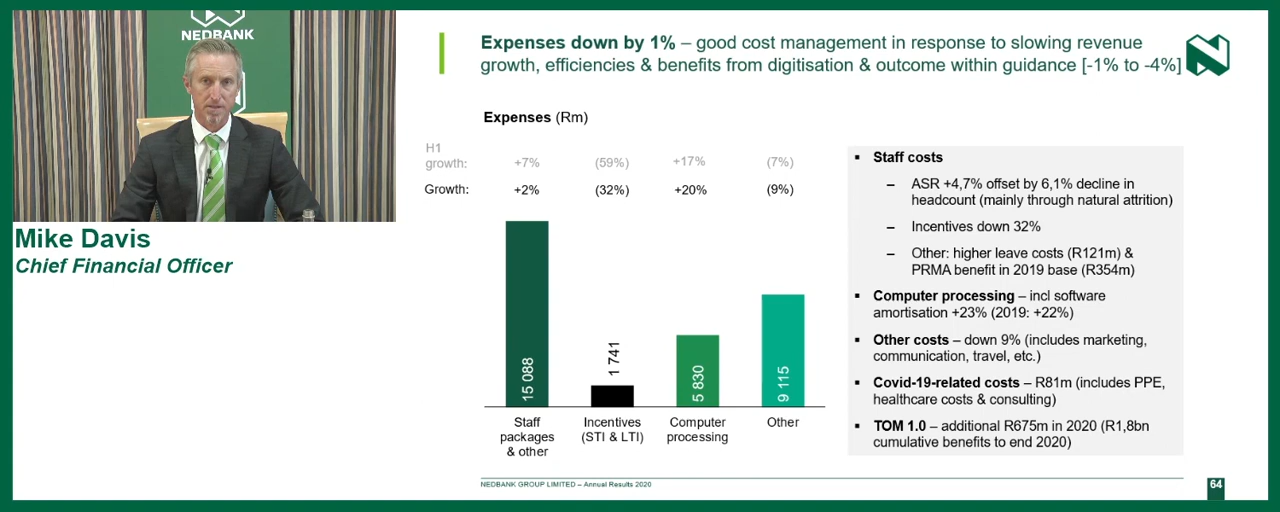 NEDBANK
Mike Davis
Chief Financial Officer
Expenses down by 1% – good cost management in response to slowing revenue
growth, efficiencies & benefits from digitisation & outcome within guidance [-1% to -4%]
Expenses (Rm)
H1
growth: +7% (59%) +17% (7%)
Growth: +2% (32%) +20% (9%)
15 088
1 741
5 830
9 115
Staff
packages
& other
Incentives
(STI & LTI)
Computer
processing
Other
▪ Staff costs
– ASR +4,7% offset by 6,1% decline in
headcount (mainly through natural attrition)
– Incentives down 32%
– Other: higher leave costs (R121m) &
PRMA benefit in 2019 base (R354m)
▪ Computer processing – incl software
amortisation +23% (2019: +22%)
▪ Other costs – down 9% (includes marketing,
communication, travel, etc.)
▪ Covid-19-related costs – R81m (includes PPE,
healthcare costs & consulting)
▪ TOM 1.0 – additional R675m in 2020 (R1,8bn
cumulative benefits to end 2020)
NEDBANK GROUP LIMITED – Annual Results 2020
64